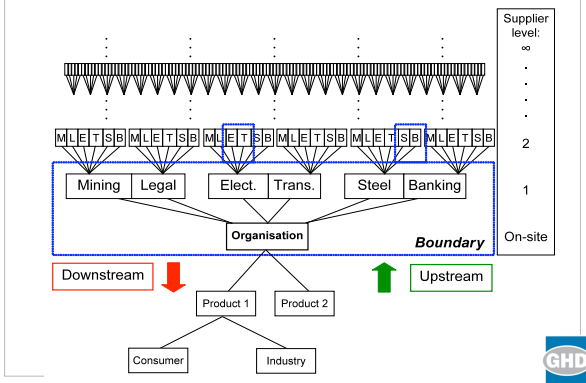 Supplier
level:
∞
M L E T S B M L E T S B M L E T S B M L E T S B M L E T S B M L E T S B
2
Mining Legal Elect. Trans. Steel Banking
1
Organisation
On-site
Boundary
Downstream
Upstream
Product 1 Product 2
Consumer Industry
GHD